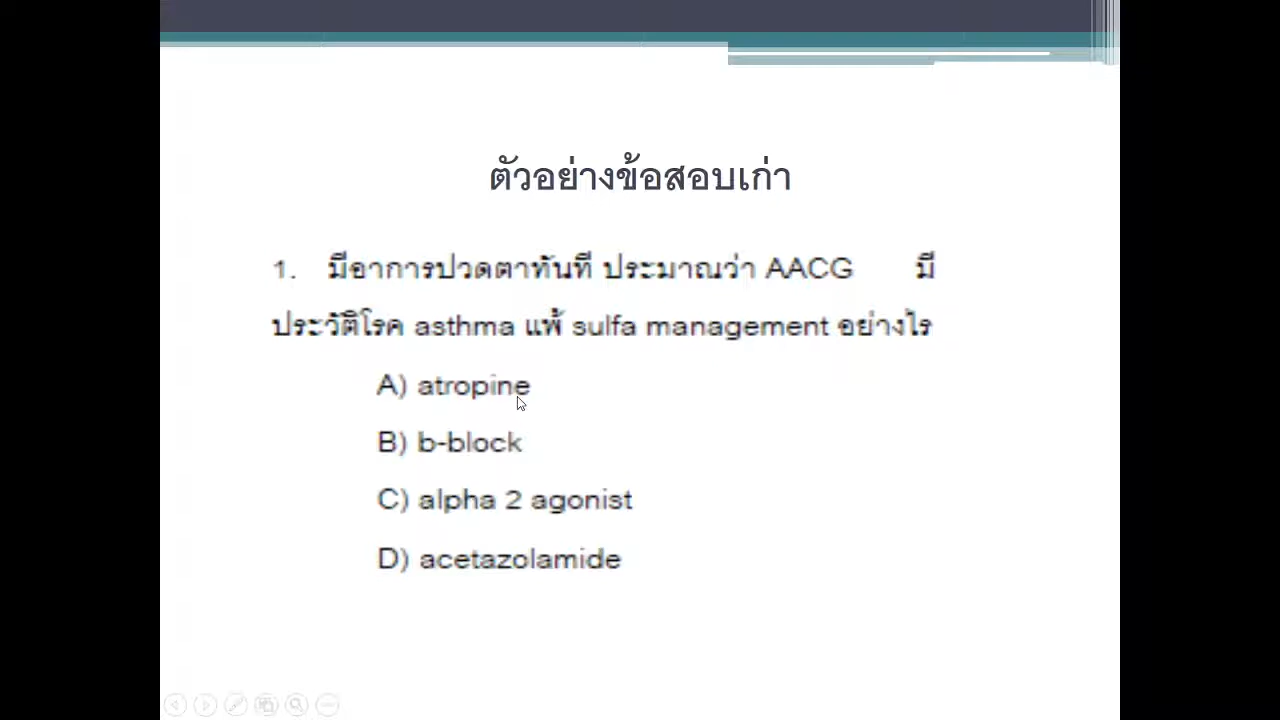 ตัวอย่างข้อสอบเก่า
1. มีอาการปวดตาทันที ประมาณว่า AACG มี
ประวัติโรค asthma แพ้ sulfa management อย่างไร
A) atropine
B) b-block
C) alpha 2 agonist
D) acetazolamide